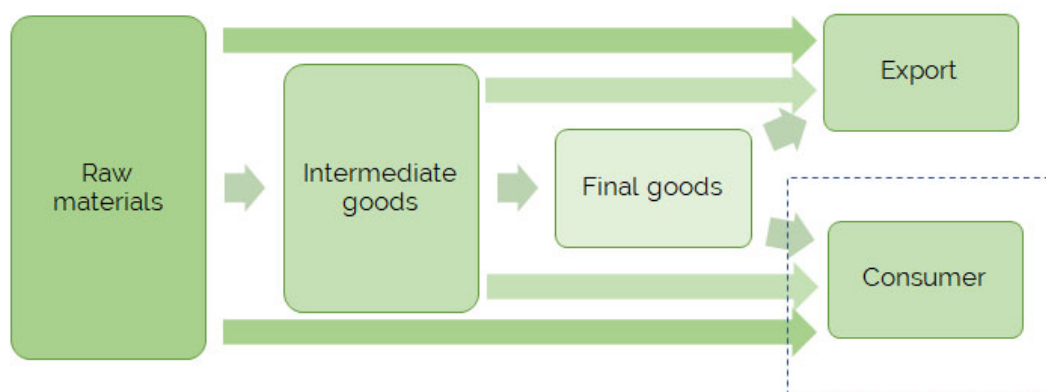 Raw
materials
Intermediate
goods
Final goods
Export
Consumer